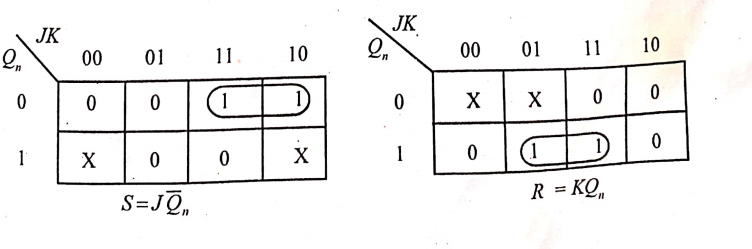 JK
Qn 00 01 11 10
0 0 0 1 1
1 X 0 0 X
S=JQ̅n
JK
Qn 00 01 11 10
0 X X 0 0
1 0 1 1 0
R = KQn